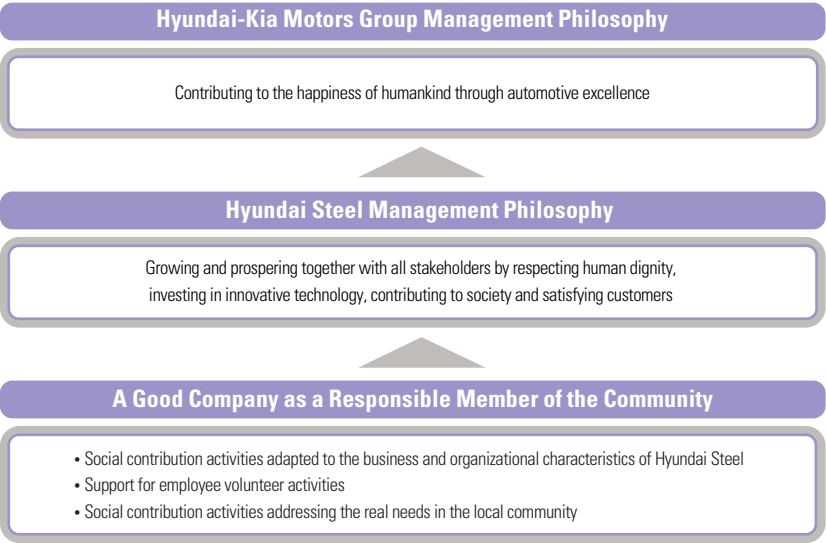 Hyundai-Kia Motors Group Management Philosophy
Contributing to the happiness of humankind through automotive excellence
Hyundai Steel Management Philosophy
Growing and prospering together with all stakeholders by respecting human dignity,
investing in innovative technology, contributing to society and satisfying customers
A Good Company as a Responsible Member of the Community
• Social contribution activities adapted to the business and organizational characteristics of Hyundai Steel
• Support for employee volunteer activities
• Social contribution activities addressing the real needs in the local community